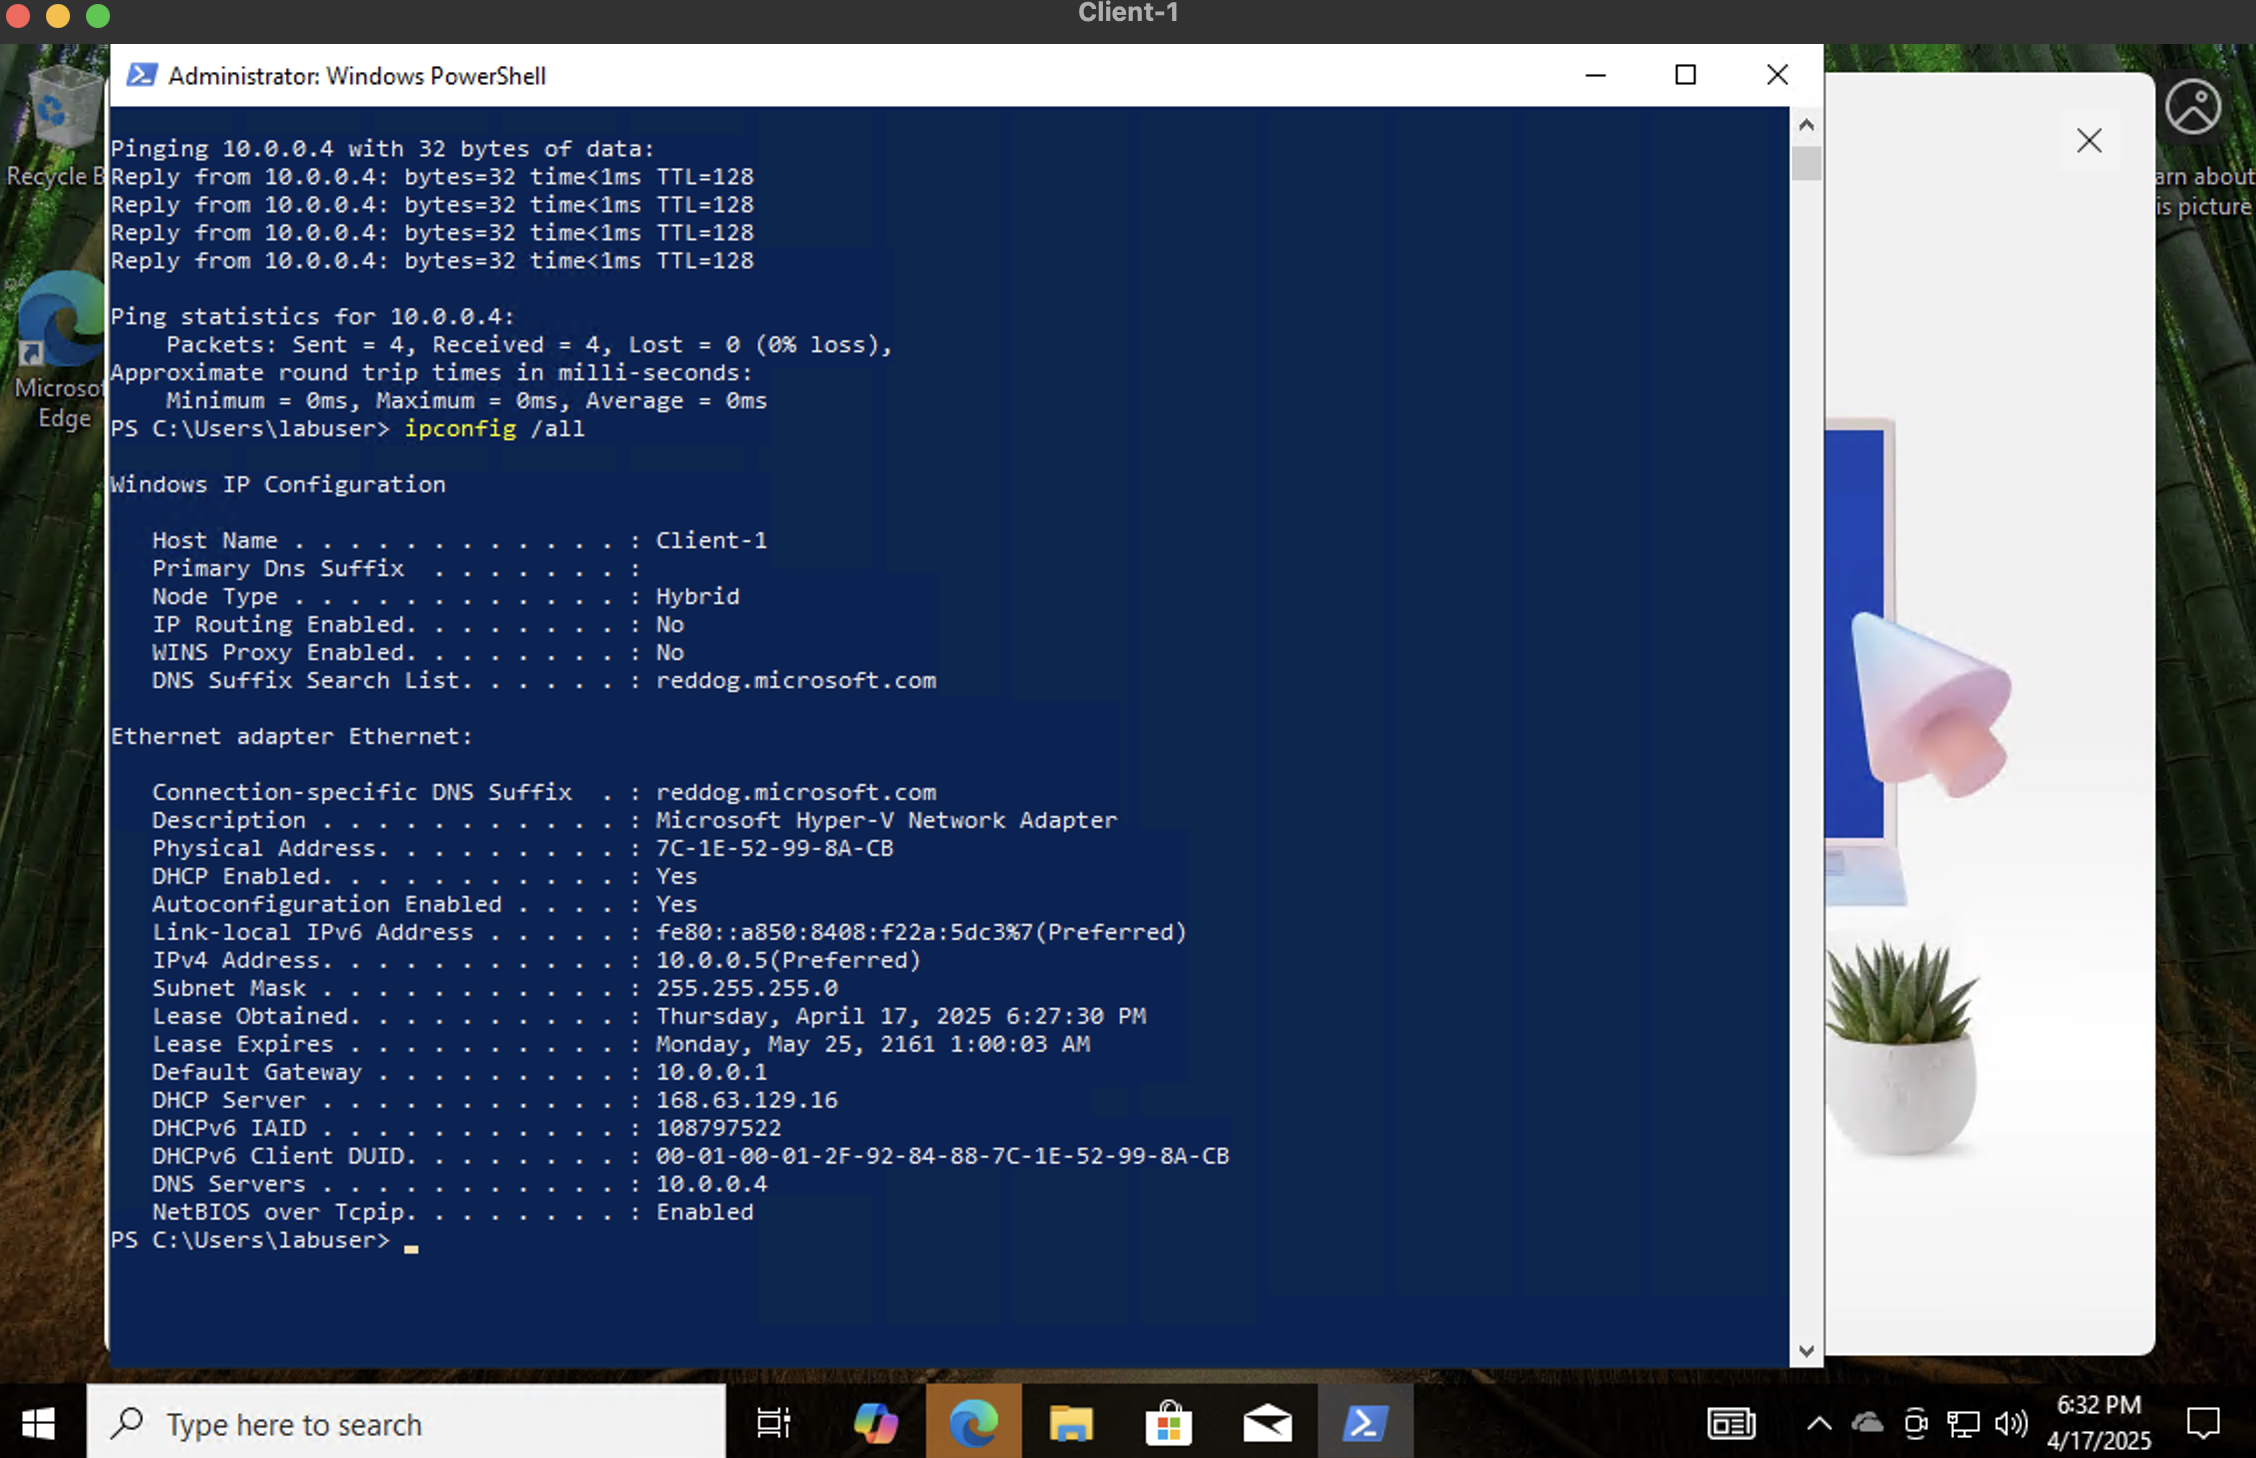 Client-1
Administrator: Windows PowerShell
Recycle B
Microsof
Edge
arn about
is picture
Pinging 10.0.0.4 with 32 bytes of data:
Reply from 10.0.0.4: bytes=32 time<1ms TTL=128
Reply from 10.0.0.4: bytes=32 time<1ms TTL=128
Reply from 10.0.0.4: bytes=32 time<1ms TTL=128
Reply from 10.0.0.4: bytes=32 time<1ms TTL=128
Ping statistics for 10.0.0.4:
Packets: Sent = 4, Received = 4, Lost = 0 (0% loss),
Approximate round trip times in milli-seconds:
Minimum = 0ms, Maximum = 0ms, Average = 0ms
PS C:\Users\labuser> ipconfig /all
Windows IP Configuration
Host Name . . . . . . . . . . . . : Client-1
Primary Dns Suffix  . . . . . . . :
Node Type . . . . . . . . . . . . : Hybrid
IP Routing Enabled. . . . . . . . : No
WINS Proxy Enabled. . . . . . . . : No
DNS Suffix Search List. . . . . . : reddog.microsoft.com
Ethernet adapter Ethernet:
Connection-specific DNS Suffix  . : reddog.microsoft.com
Description . . . . . . . . . . . : Microsoft Hyper-V Network Adapter
Physical Address. . . . . . . . . : 7C-1E-52-99-8A-CB
DHCP Enabled. . . . . . . . . . . : Yes
Autoconfiguration Enabled . . . . : Yes
Link-local IPv6 Address . . . . . : fe80::a850:8408:f22a:5dc3%7(Preferred)
IPv4 Address. . . . . . . . . . . : 10.0.0.5(Preferred)
Subnet Mask . . . . . . . . . . . : 255.255.255.0
Lease Obtained. . . . . . . . . . : Thursday, April 17, 2025 6:27:30 PM
Lease Expires . . . . . . . . . . : Monday, May 25, 2161 1:00:03 AM
Default Gateway . . . . . . . . . : 10.0.0.1
DHCP Server . . . . . . . . . . . : 168.63.129.16
DHCPv6 IAID . . . . . . . . . . . : 108797522
DHCPv6 Client DUID. . . . . . . . : 00-01-00-01-2F-92-84-88-7C-1E-52-99-8A-CB
DNS Servers . . . . . . . . . . . : 10.0.0.4
NetBIOS over Tcpip. . . . . . . . : Enabled
PS C:\Users\labuser>
Type here to search
6:32 PM
4/17/2025